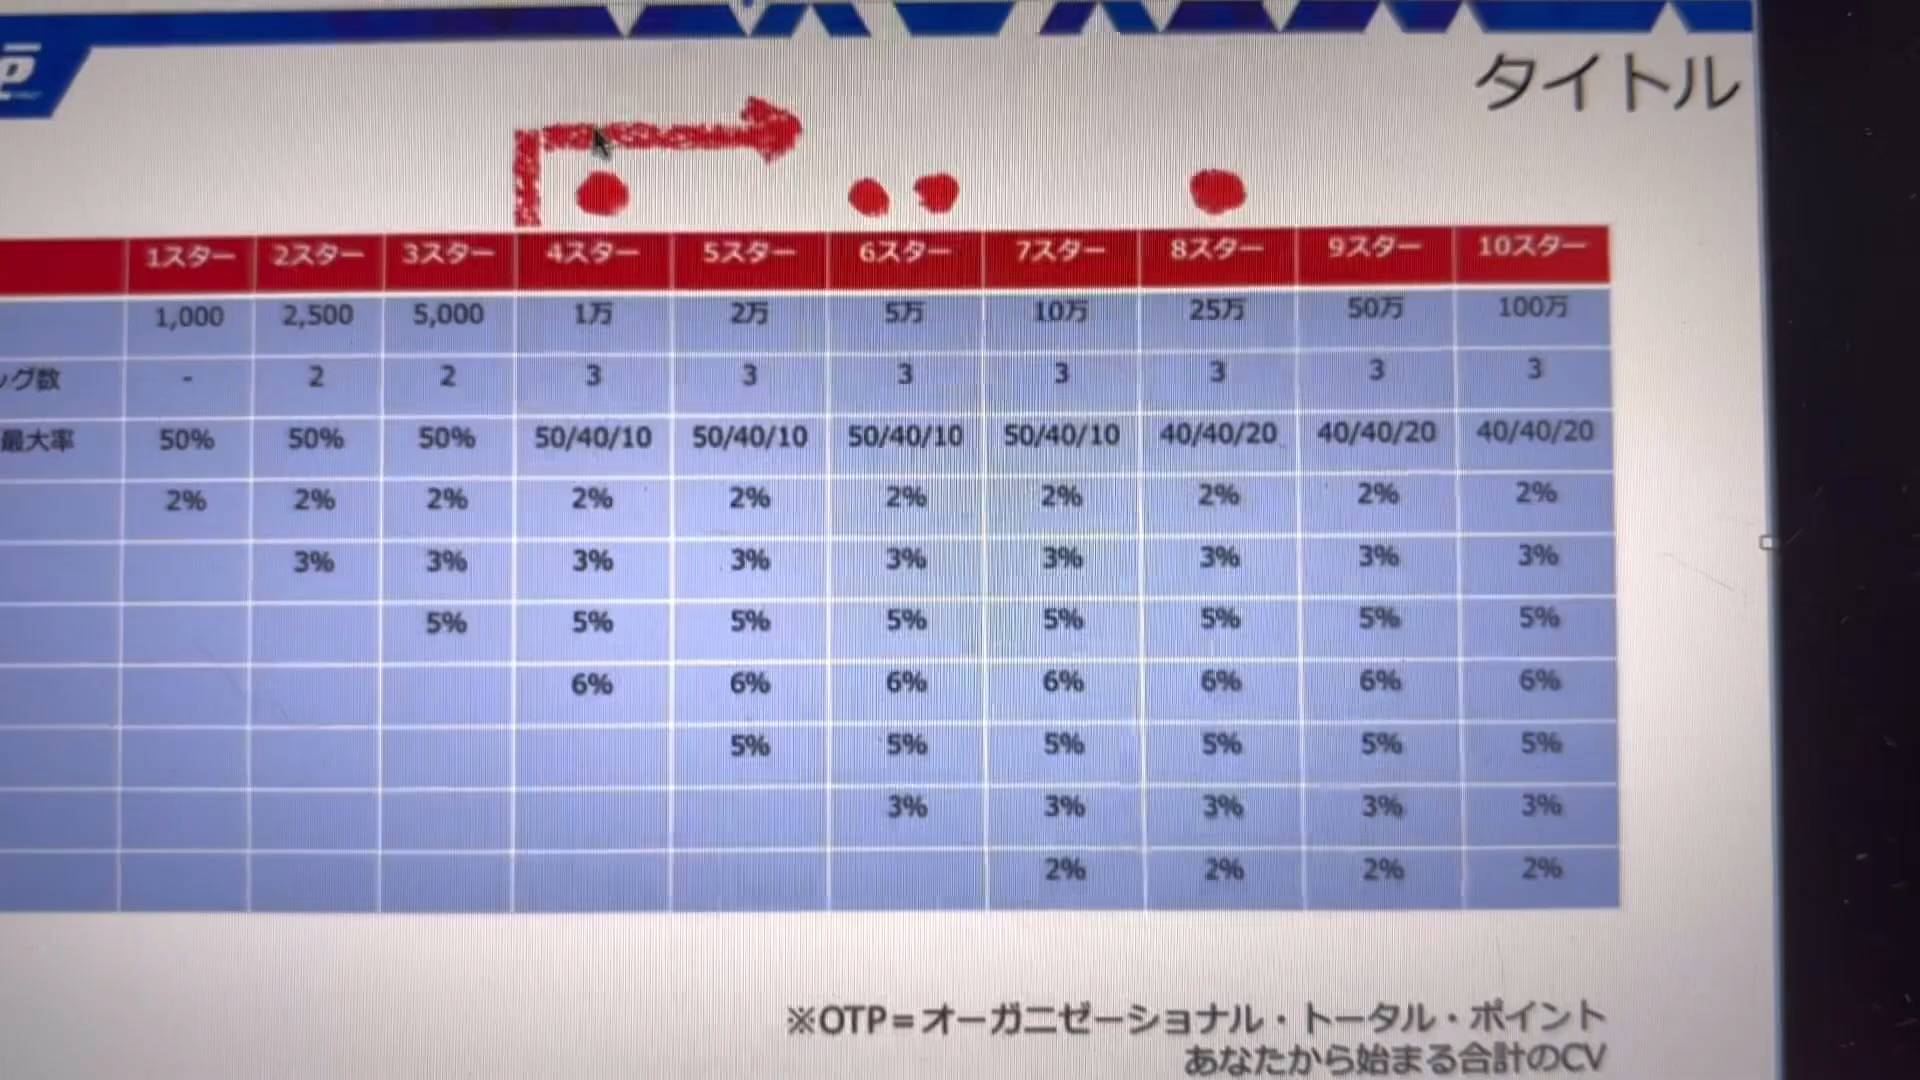 タイトル
1スター 2スター 3スター 4スター 5スター 6スター 7スター 8スター 9スター 10スター
1,000 2,500 5,000 1万 2万 5万 10万 25万 50万 100万
グ数 - 2 2 3 3 3 3 3 3 3
最大率 50% 50% 50% 50/40/10 50/40/10 50/40/10 50/40/10 40/40/20 40/40/20 40/40/20
2% 2% 2% 2% 2% 2% 2% 2% 2% 2%
3% 3% 3% 3% 3% 3% 3% 3% 3%
5% 5% 5% 5% 5% 5% 5% 5%
6% 6% 6% 6% 6% 6% 6%
5% 5% 5% 5% 5% 5%
3% 3% 3% 3% 3%
2% 2% 2% 2%
※OTP=オーガニゼーショナル・トータル・ポイント
あなたから始まる合計のCV